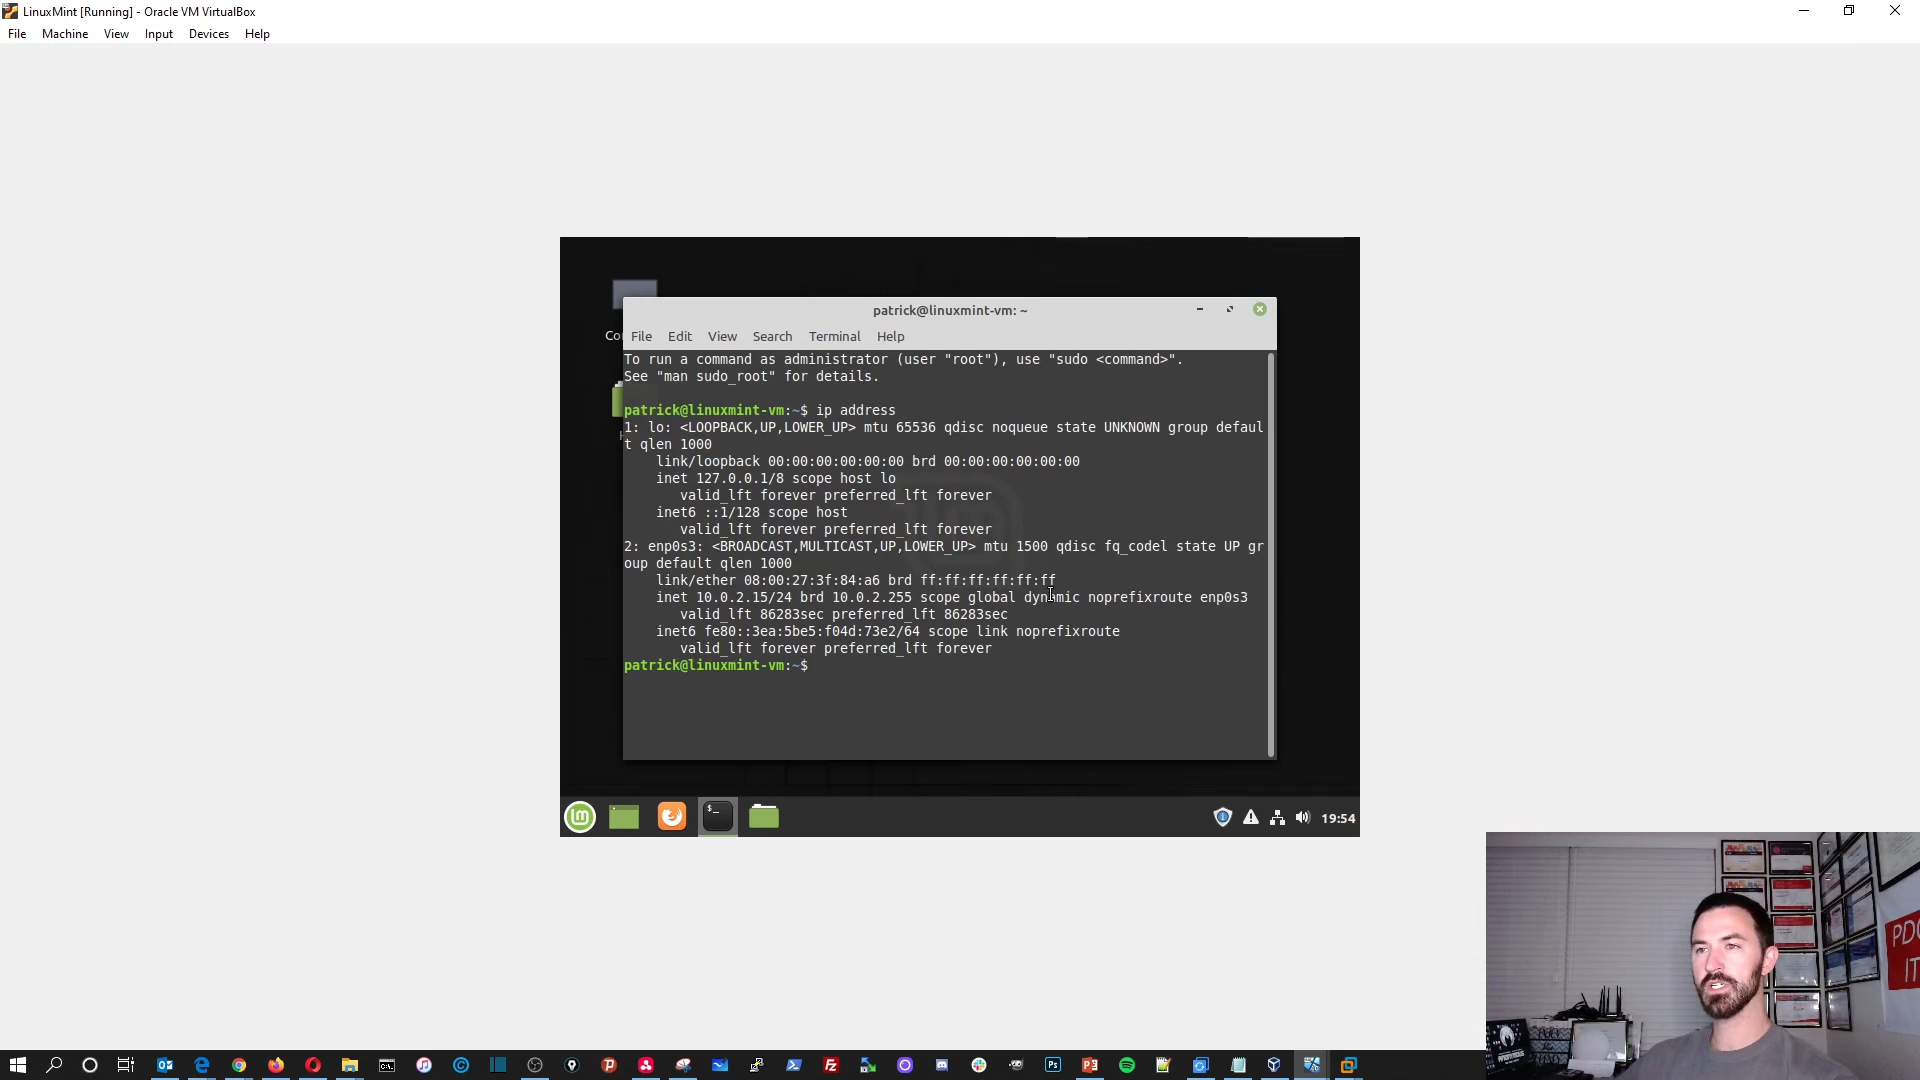 LinuxMint [Running] - Oracle VM VirtualBox
File Machine View Input Devices Help
patrick@linuxmint-vm: ~
File Edit View Search Terminal Help
To run a command as administrator (user "root"), use "sudo <command>".
See "man sudo_root" for details.
patrick@linuxmint-vm:~$ ip address
1: lo: <LOOPBACK,UP,LOWER_UP> mtu 65536 qdisc noqueue state UNKNOWN group defaul
t qlen 1000
link/loopback 00:00:00:00:00:00 brd 00:00:00:00:00:00
inet 127.0.0.1/8 scope host lo
valid_lft forever preferred_lft forever
inet6 ::1/128 scope host
valid_lft forever preferred_lft forever
2: enp0s3: <BROADCAST,MULTICAST,UP,LOWER_UP> mtu 1500 qdisc fq_codel state UP gr
oup default qlen 1000
link/ether 08:00:27:3f:84:a6 brd ff:ff:ff:ff:ff:ff
inet 10.0.2.15/24 brd 10.0.2.255 scope global dynamic noprefixroute enp0s3
valid_lft 86283sec preferred_lft 86283sec
inet6 fe80::3ea:5be5:f04d:73e2/64 scope link noprefixroute
valid_lft forever preferred_lft forever
patrick@linuxmint-vm:~$
19:54